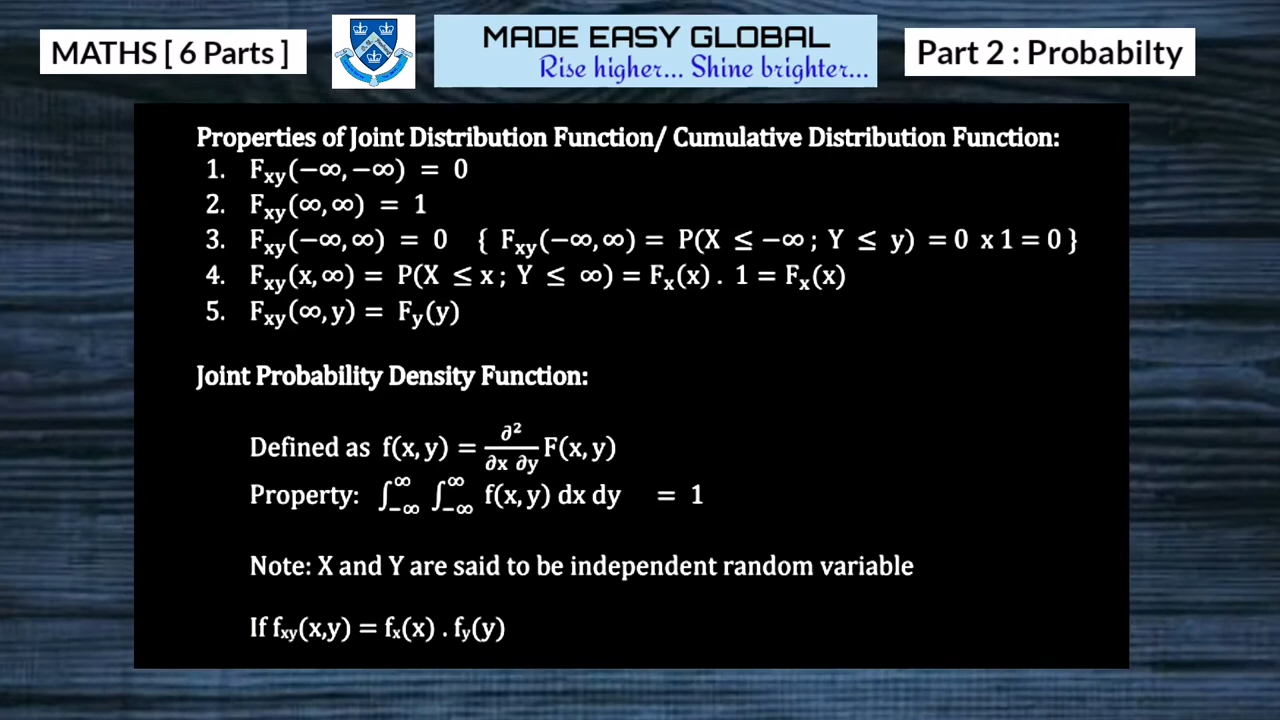 MATHS [ 6 Parts ]
MADE EASY GLOBAL
Rise higher... Shine brighter...
Part 2 : Probabilty
Properties of Joint Distribution Function/ Cumulative Distribution Function:
1. Fxy(−∞,−∞) = 0
2. Fxy(∞,∞) = 1
3. Fxy(−∞,∞) = 0 { Fxy(−∞,∞) = P(X ≤ −∞ ; Y ≤ y) = 0 x 1 = 0 }
4. Fxy(x,∞) = P(X ≤ x ; Y ≤ ∞) = Fx(x) . 1 = Fx(x)
5. Fxy(∞,y) = Fy(y)
Joint Probability Density Function:
Defined as f(x,y) = ∂²/∂x ∂y F(x,y)
Property: ∫−∞^∞ ∫−∞^∞ f(x,y) dx dy = 1
Note: X and Y are said to be independent random variable
If fxy(x,y) = fx(x) . fy(y)